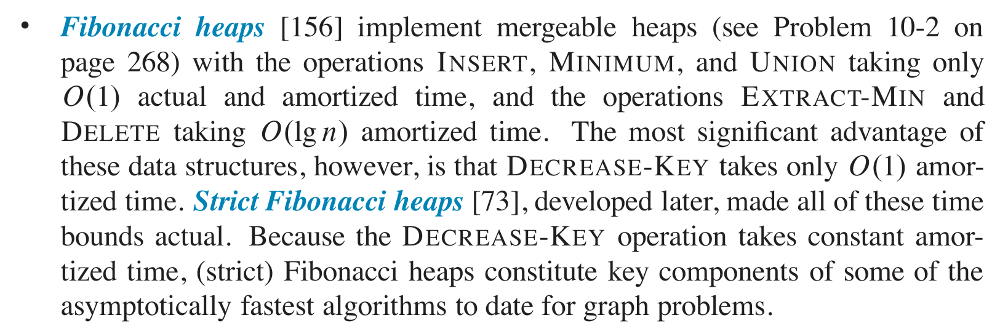 • Fibonacci heaps [156] implement mergeable heaps (see Problem 10-2 on
page 268) with the operations INSERT, MINIMUM, and UNION taking only
O(1) actual and amortized time, and the operations EXTRACT-MIN and
DELETE taking O(lg n) amortized time. The most significant advantage of
these data structures, however, is that DECREASE-KEY takes only O(1) amor-
tized time. Strict Fibonacci heaps [73], developed later, made all of these time
bounds actual. Because the DECREASE-KEY operation takes constant amor-
tized time, (strict) Fibonacci heaps constitute key components of some of the
asymptotically fastest algorithms to date for graph problems.